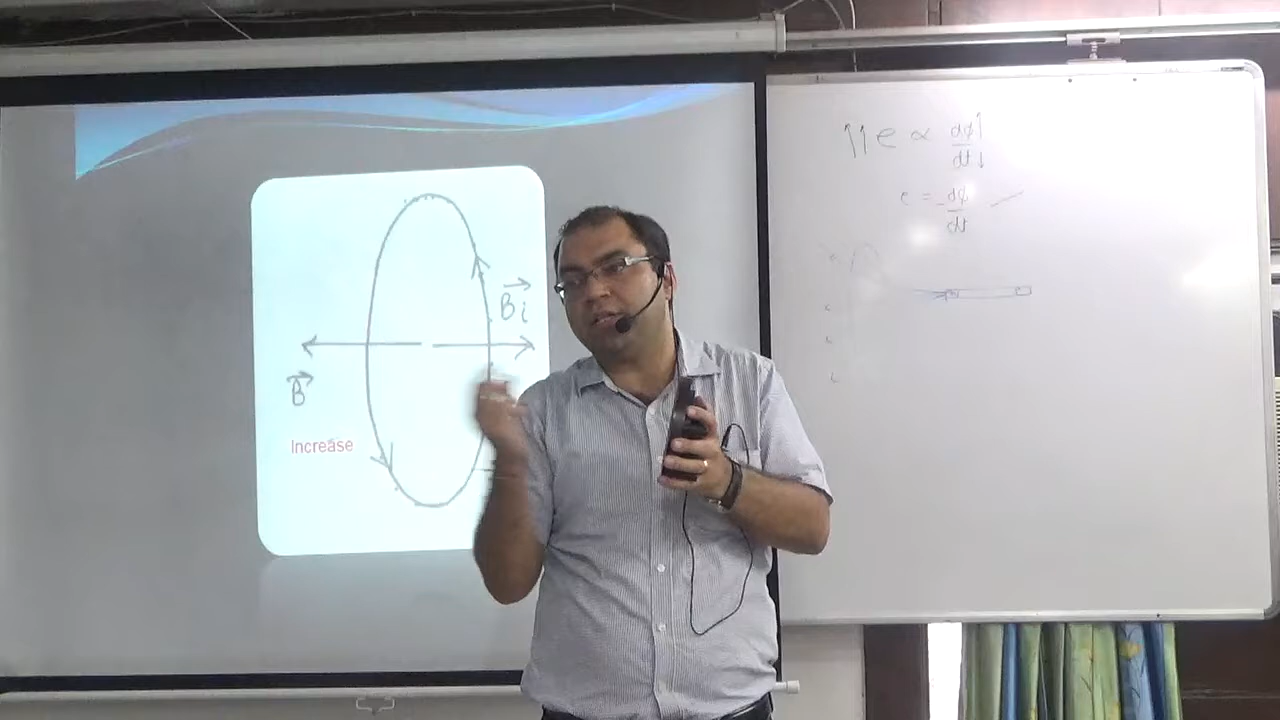 B⃗i
B⃗
Increase
↑↑ e ∝ dφ↑/dt↓
e = -dφ/dt